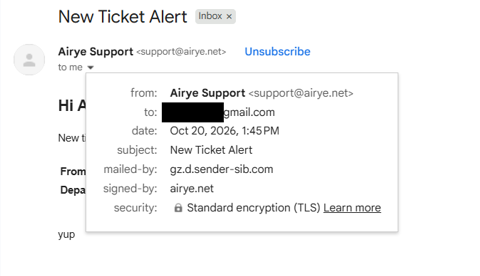 New Ticket Alert Inbox ×
Airye Support <support@airye.net> Unsubscribe
to me
from: Airye Support <support@airye.net>
to: gmail.com
date: Oct 20, 2026, 1:45 PM
subject: New Ticket Alert
mailed-by: gz.d.sender-sib.com
signed-by: airye.net
security: Standard encryption (TLS) Learn more
Hi A
New ti
From
Depa
yup